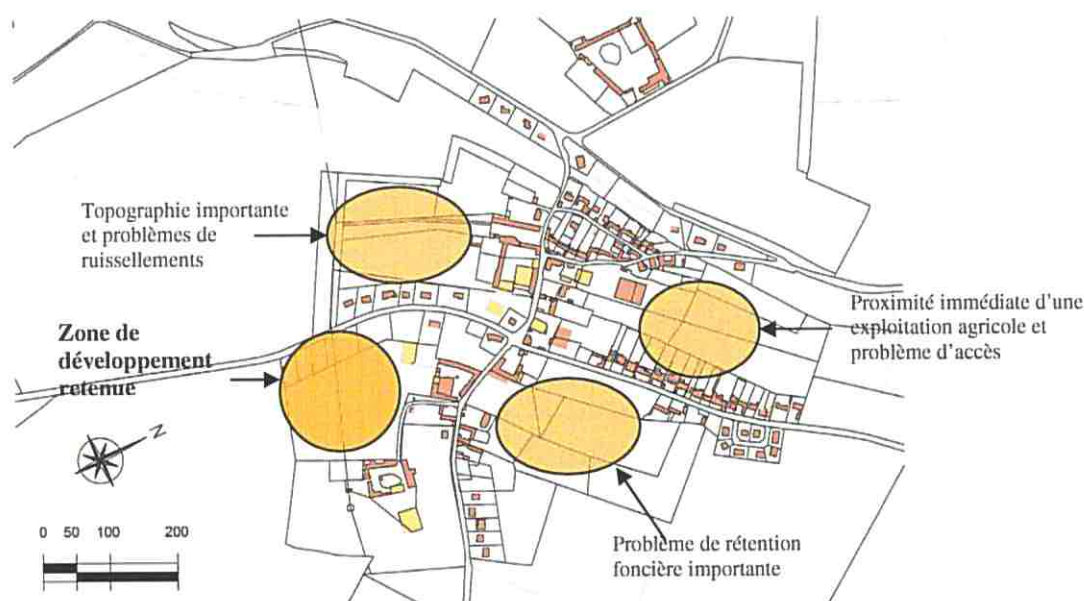 Topographie importante
et problèmes de
ruissellements
Zone de
développement
retenue
Proximité immédiate d'une
exploitation agricole et
problème d'accès
Problème de rétention
foncière importante
N
0 50 100 200